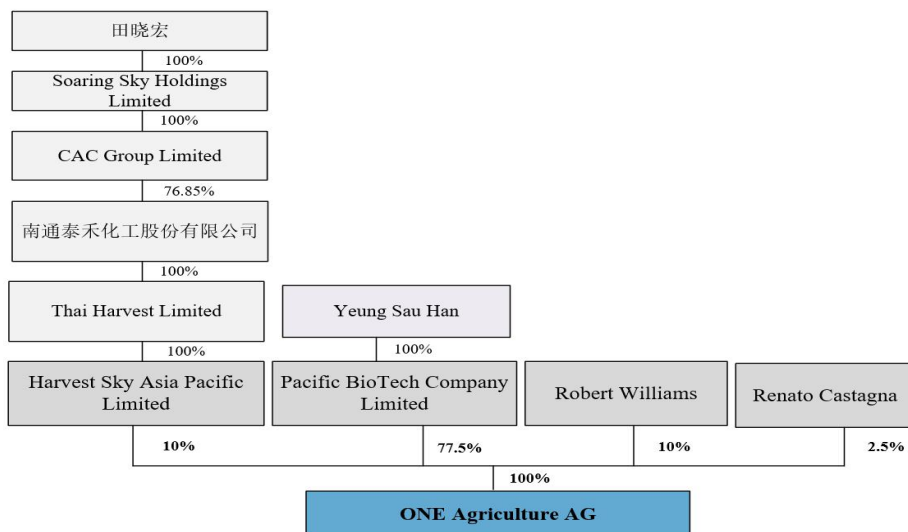 田晓宏
100%
Soaring Sky Holdings
Limited
100%
CAC Group Limited
76.85%
南通泰禾化工股份有限公司
100%
Thai Harvest Limited
Yeung Sau Han
100%
100%
Harvest Sky Asia Pacific
Limited
Pacific BioTech Company
Limited
Robert Williams
Renato Castagna
10%
77.5%
10%
2.5%
100%
ONE Agriculture AG